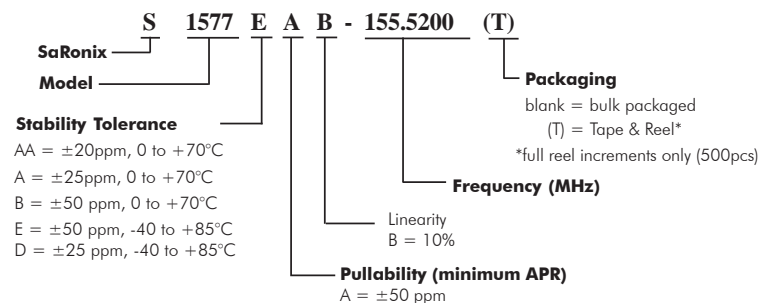 S 1577 E A B - 155.5200 (T)
SaRonix
Model
Stability Tolerance
AA = ±20ppm, 0 to +70°C
A = ±25ppm, 0 to +70°C
B = ±50 ppm, 0 to +70°C
E = ±50 ppm, -40 to +85°C
D = ±25 ppm, -40 to +85°C
Packaging
blank = bulk packaged
(T) = Tape & Reel*
*full reel increments only (500pcs)
Frequency (MHz)
Linearity
B = 10%
Pullability (minimum APR)
A = ±50 ppm